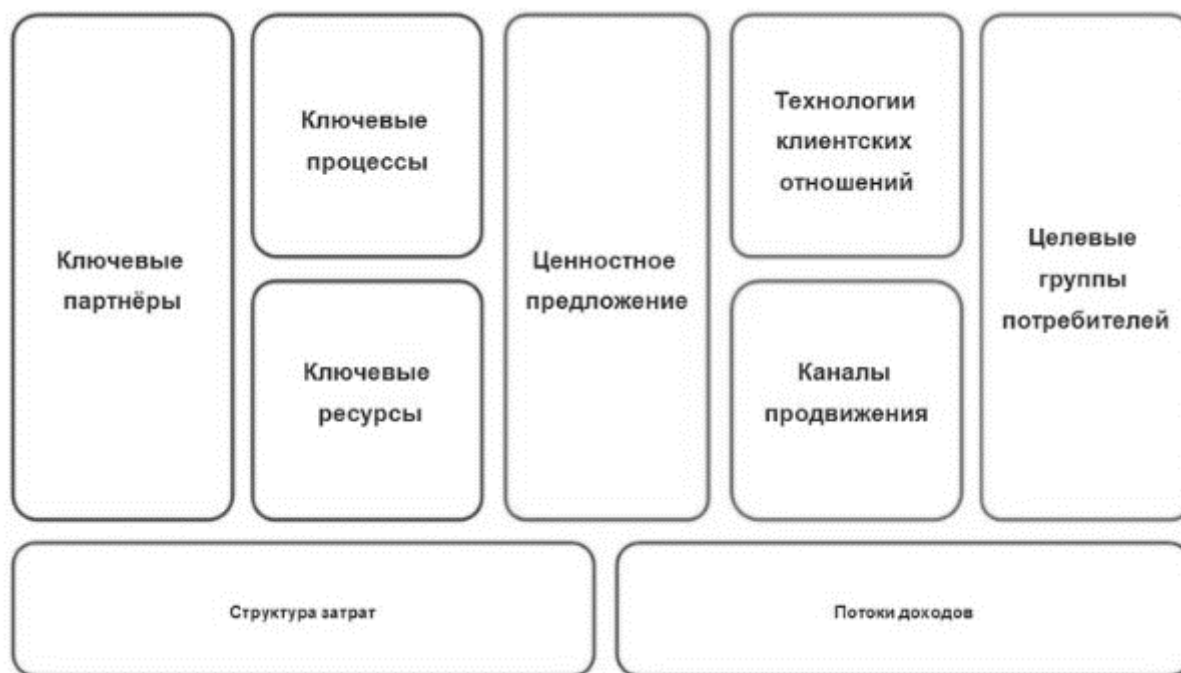 Ключевые
партнёры
Ключевые
процессы
Ключевые
ресурсы
Ценностное
предложение
Технологии
клиентских
отношений
Каналы
продвижения
Целевые
группы
потребителей
Структура затрат
Потоки доходов